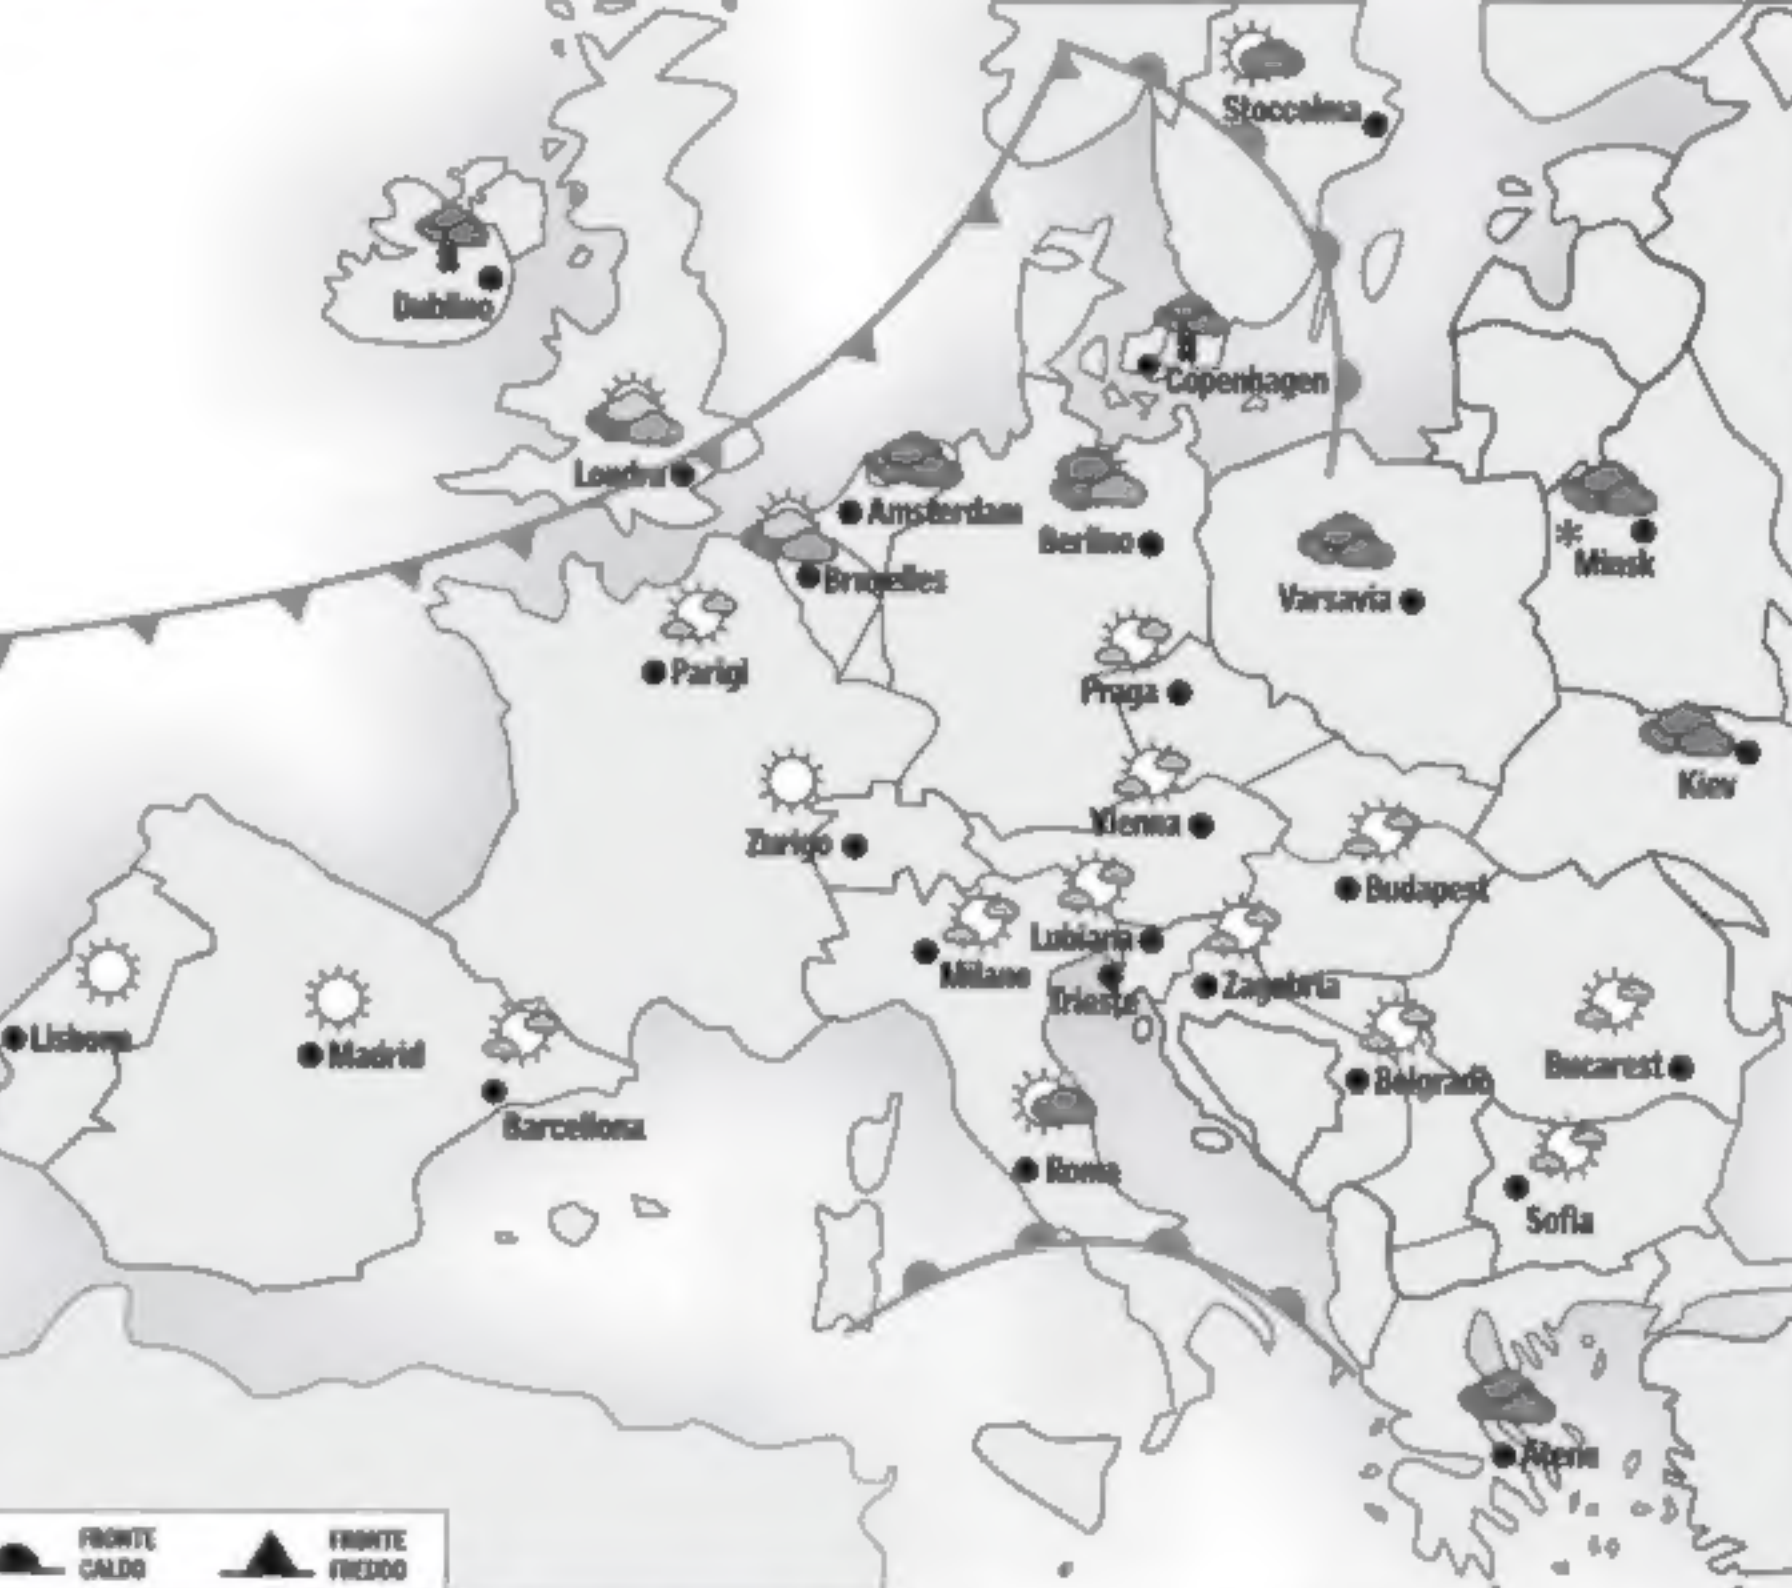 Stoccolma
Dublino
Copenhagen
Londra
Amsterdam
Berlino
Minsk
Bruxelles
Varsavia
Parigi
Praga
Kiev
Vienna
Zurigo
Budapest
Lubiana
Milano
Trieste
Zagabria
Lisbona
Madrid
Bucarest
Belgrado
Barcellona
Roma
Sofia
Atene
FRONTE
CALDO
FRONTE
FREDDO